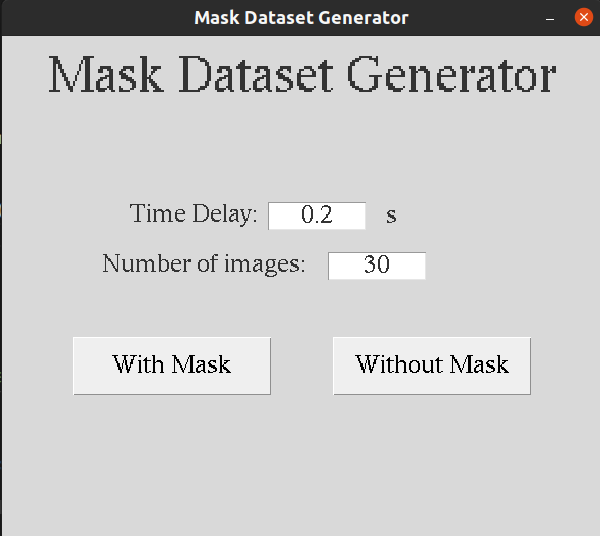 Mask Dataset Generator
Mask Dataset Generator
Time Delay: 0.2 s
Number of images: 30
With Mask Without Mask